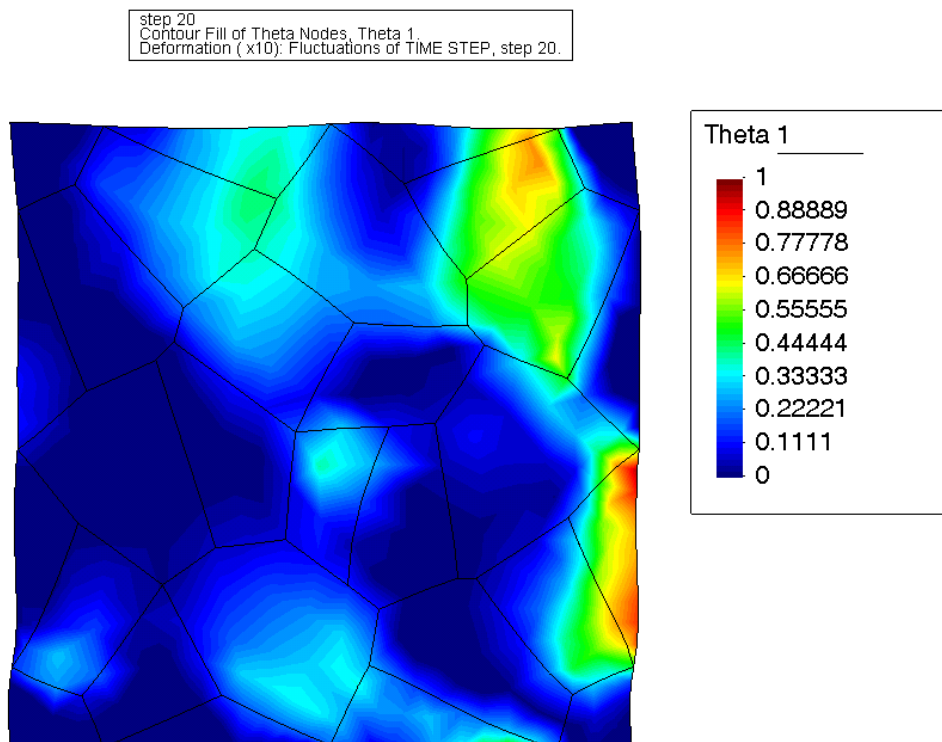 step 20
Contour Fill of Theta Nodes, Theta 1.
Deformation ( x10): Fluctuations of TIME STEP, step 20.
Theta 1
1
0.88889
0.77778
0.66666
0.55555
0.44444
0.33333
0.22221
0.1111
0